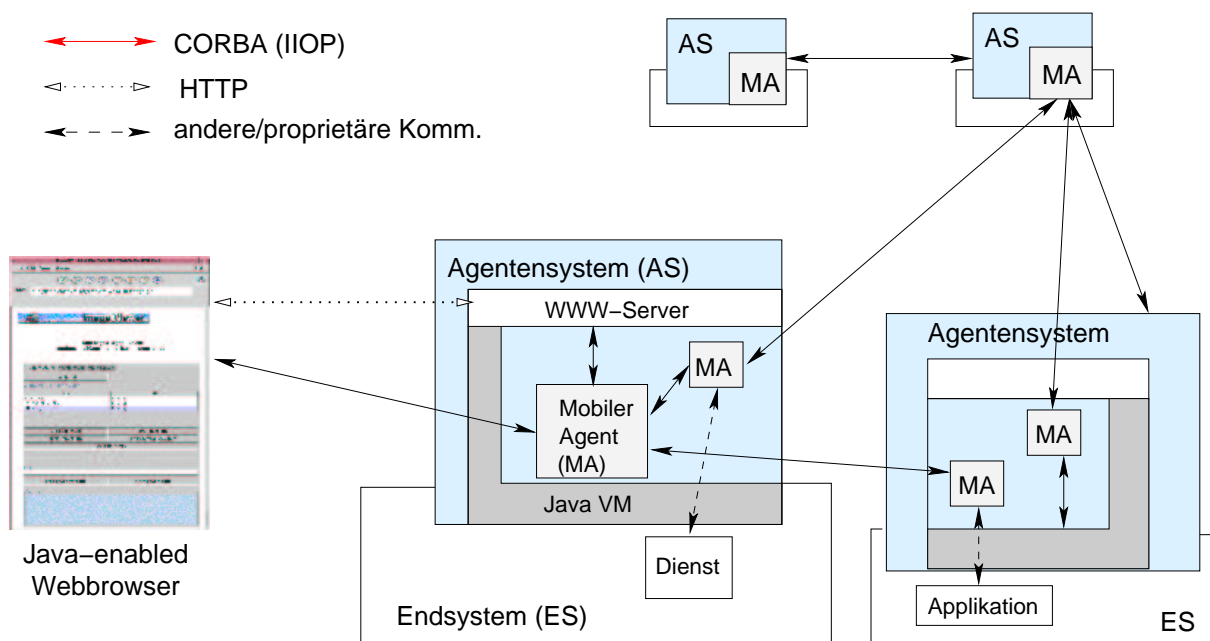 CORBA (IIOP)
HTTP
andere/proprietäre Komm.
AS
MA
AS
MA
Agentensystem (AS)
WWW−Server
MA
Mobiler
Agent
(MA)
Java VM
Dienst
Endsystem (ES)
Java−enabled
Webbrowser
Agentensystem
MA
MA
Applikation
ES